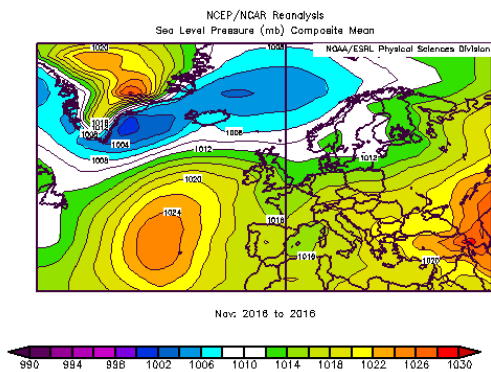 NCEP/NCAR Reanalysis
Sea Level Pressure (mb) Composite Mean
NOAA/ESRL Physical Sciences Division
1020
1018
1004
1008
1008
1012
1012
1020
1024
1016
1016
1020
Nov: 2016 to 2016
990 994 998 1002 1006 1010 1014 1018 1022 1026 1030